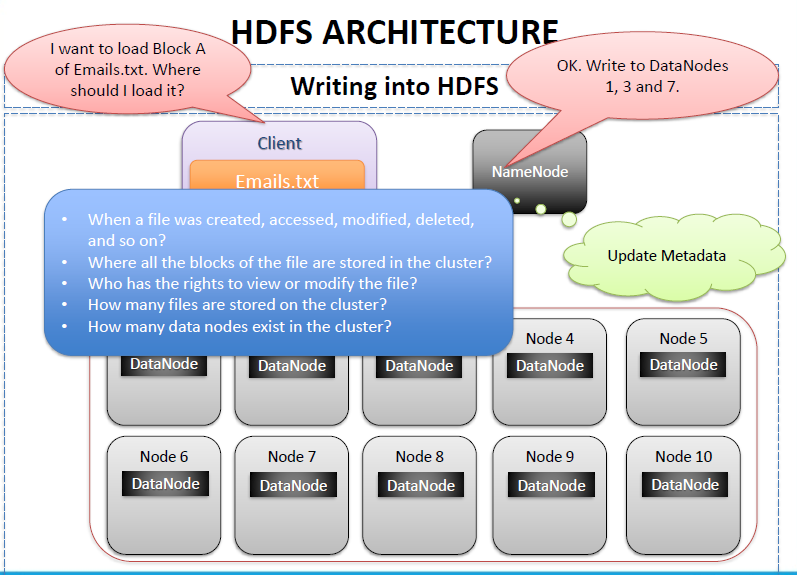 HDFS ARCHITECTURE
I want to load Block A
of Emails.txt. Where
should I load it?
Writing into HDFS
OK. Write to DataNodes
1, 3 and 7.
Client
Emails.txt
NameNode
• When a file was created, accessed, modified, deleted,
and so on?
• Where all the blocks of the file are stored in the cluster?
• Who has the rights to view or modify the file?
• How many files are stored on the cluster?
• How many data nodes exist in the cluster?
Update Metadata
Node 4
Node 5
DataNode
DataNode
DataNode
DataNode
DataNode
Node 6
Node 7
Node 8
Node 9
Node 10
DataNode
DataNode
DataNode
DataNode
DataNode